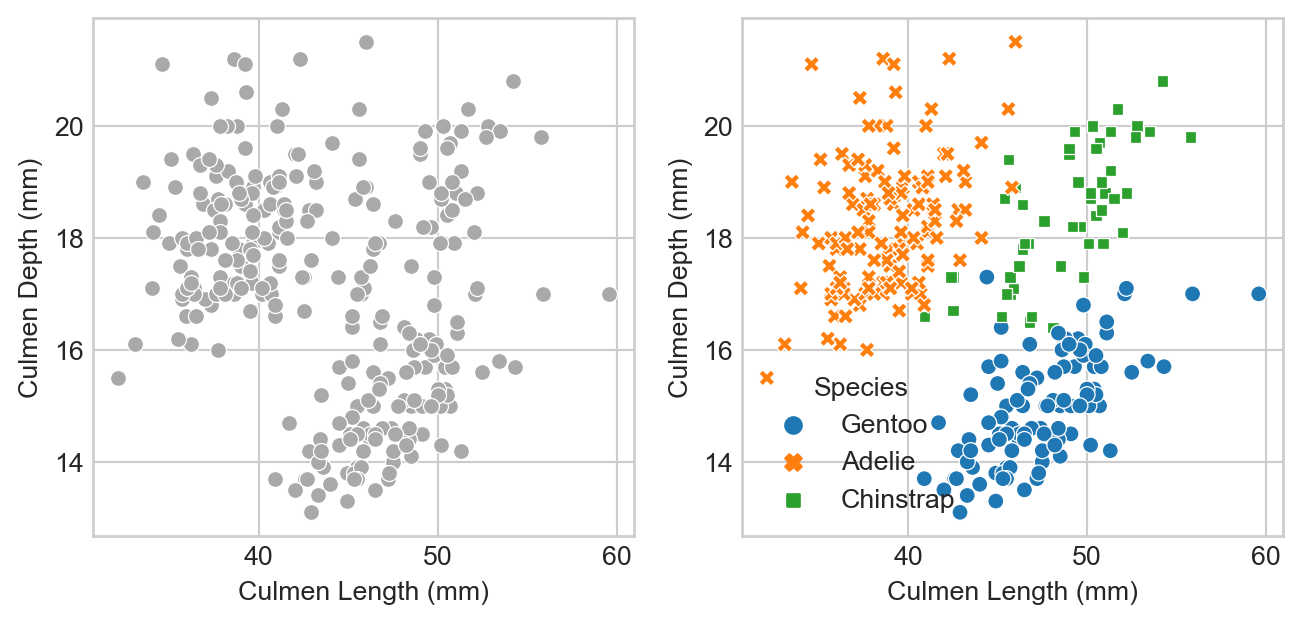 Culmen Depth (mm)
20
18
16
14
40
50
60
Culmen Length (mm)
Culmen Depth (mm)
20
18
16
14
Species
Gentoo
Adelie
Chinstrap
40
50
60
Culmen Length (mm)